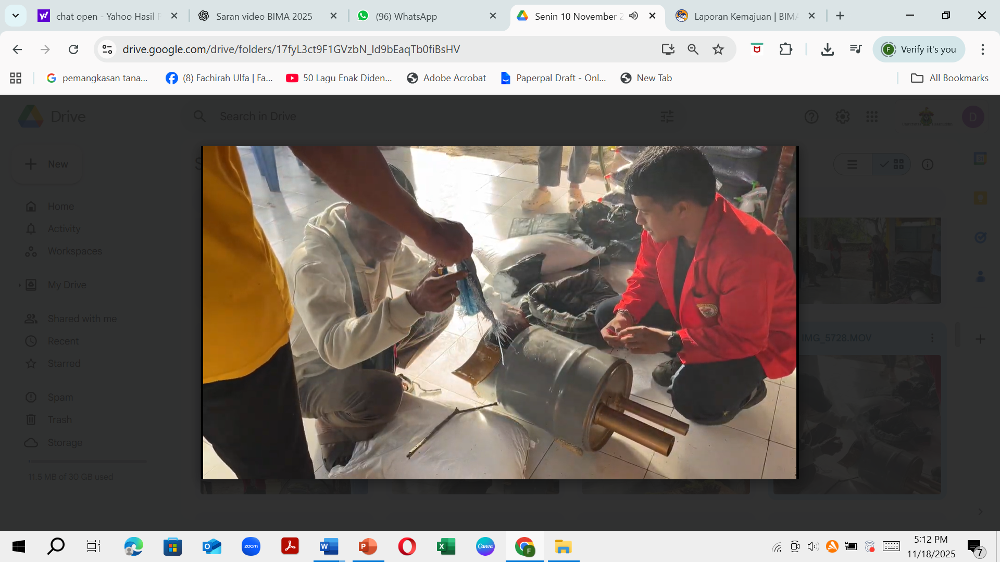 chat open - Yahoo Hasil P
Saran video BIMA 2025
(96) WhatsApp
Senin 10 November 2
Laporan Kemajuan | BIMA
drive.google.com/drive/folders/17fyL3ct9F1GVzbN_ld9bEaqTb0fiBsHV
Verify it's you
pemangkasan tana...
(8) Fachirah Ulfa | Fa...
50 Lagu Enak Diden...
Adobe Acrobat
Paperpal Draft - Onl...
New Tab
All Bookmarks
Drive
Search in Drive
D
New
S
31
Home
Activity
Workspaces
My Drive
Shared with me
Recent
Starred
IMG_5728.MOV
Spam
Trash
Storage
11.5 MB of 30 GB used
zoom
Canva
F
5:12 PM
11/18/2025
7